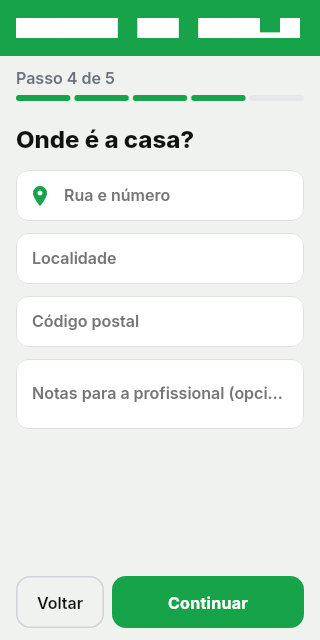 Passo 4 de 5
Onde é a casa?
Rua e número
Localidade
Código postal
Notas para a profissional (opci...
Voltar
Continuar